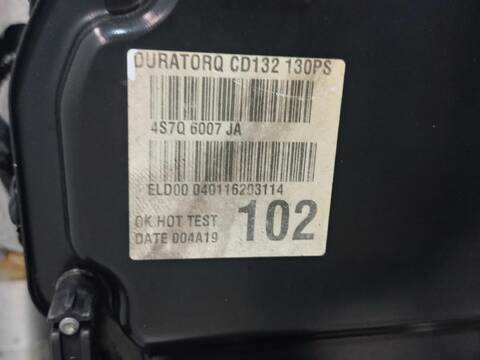 DURATORQ CD132 130PS
4S7Q 6007 JA
ELD00 040116203114
OK HOT TEST 102
DATE 004A19